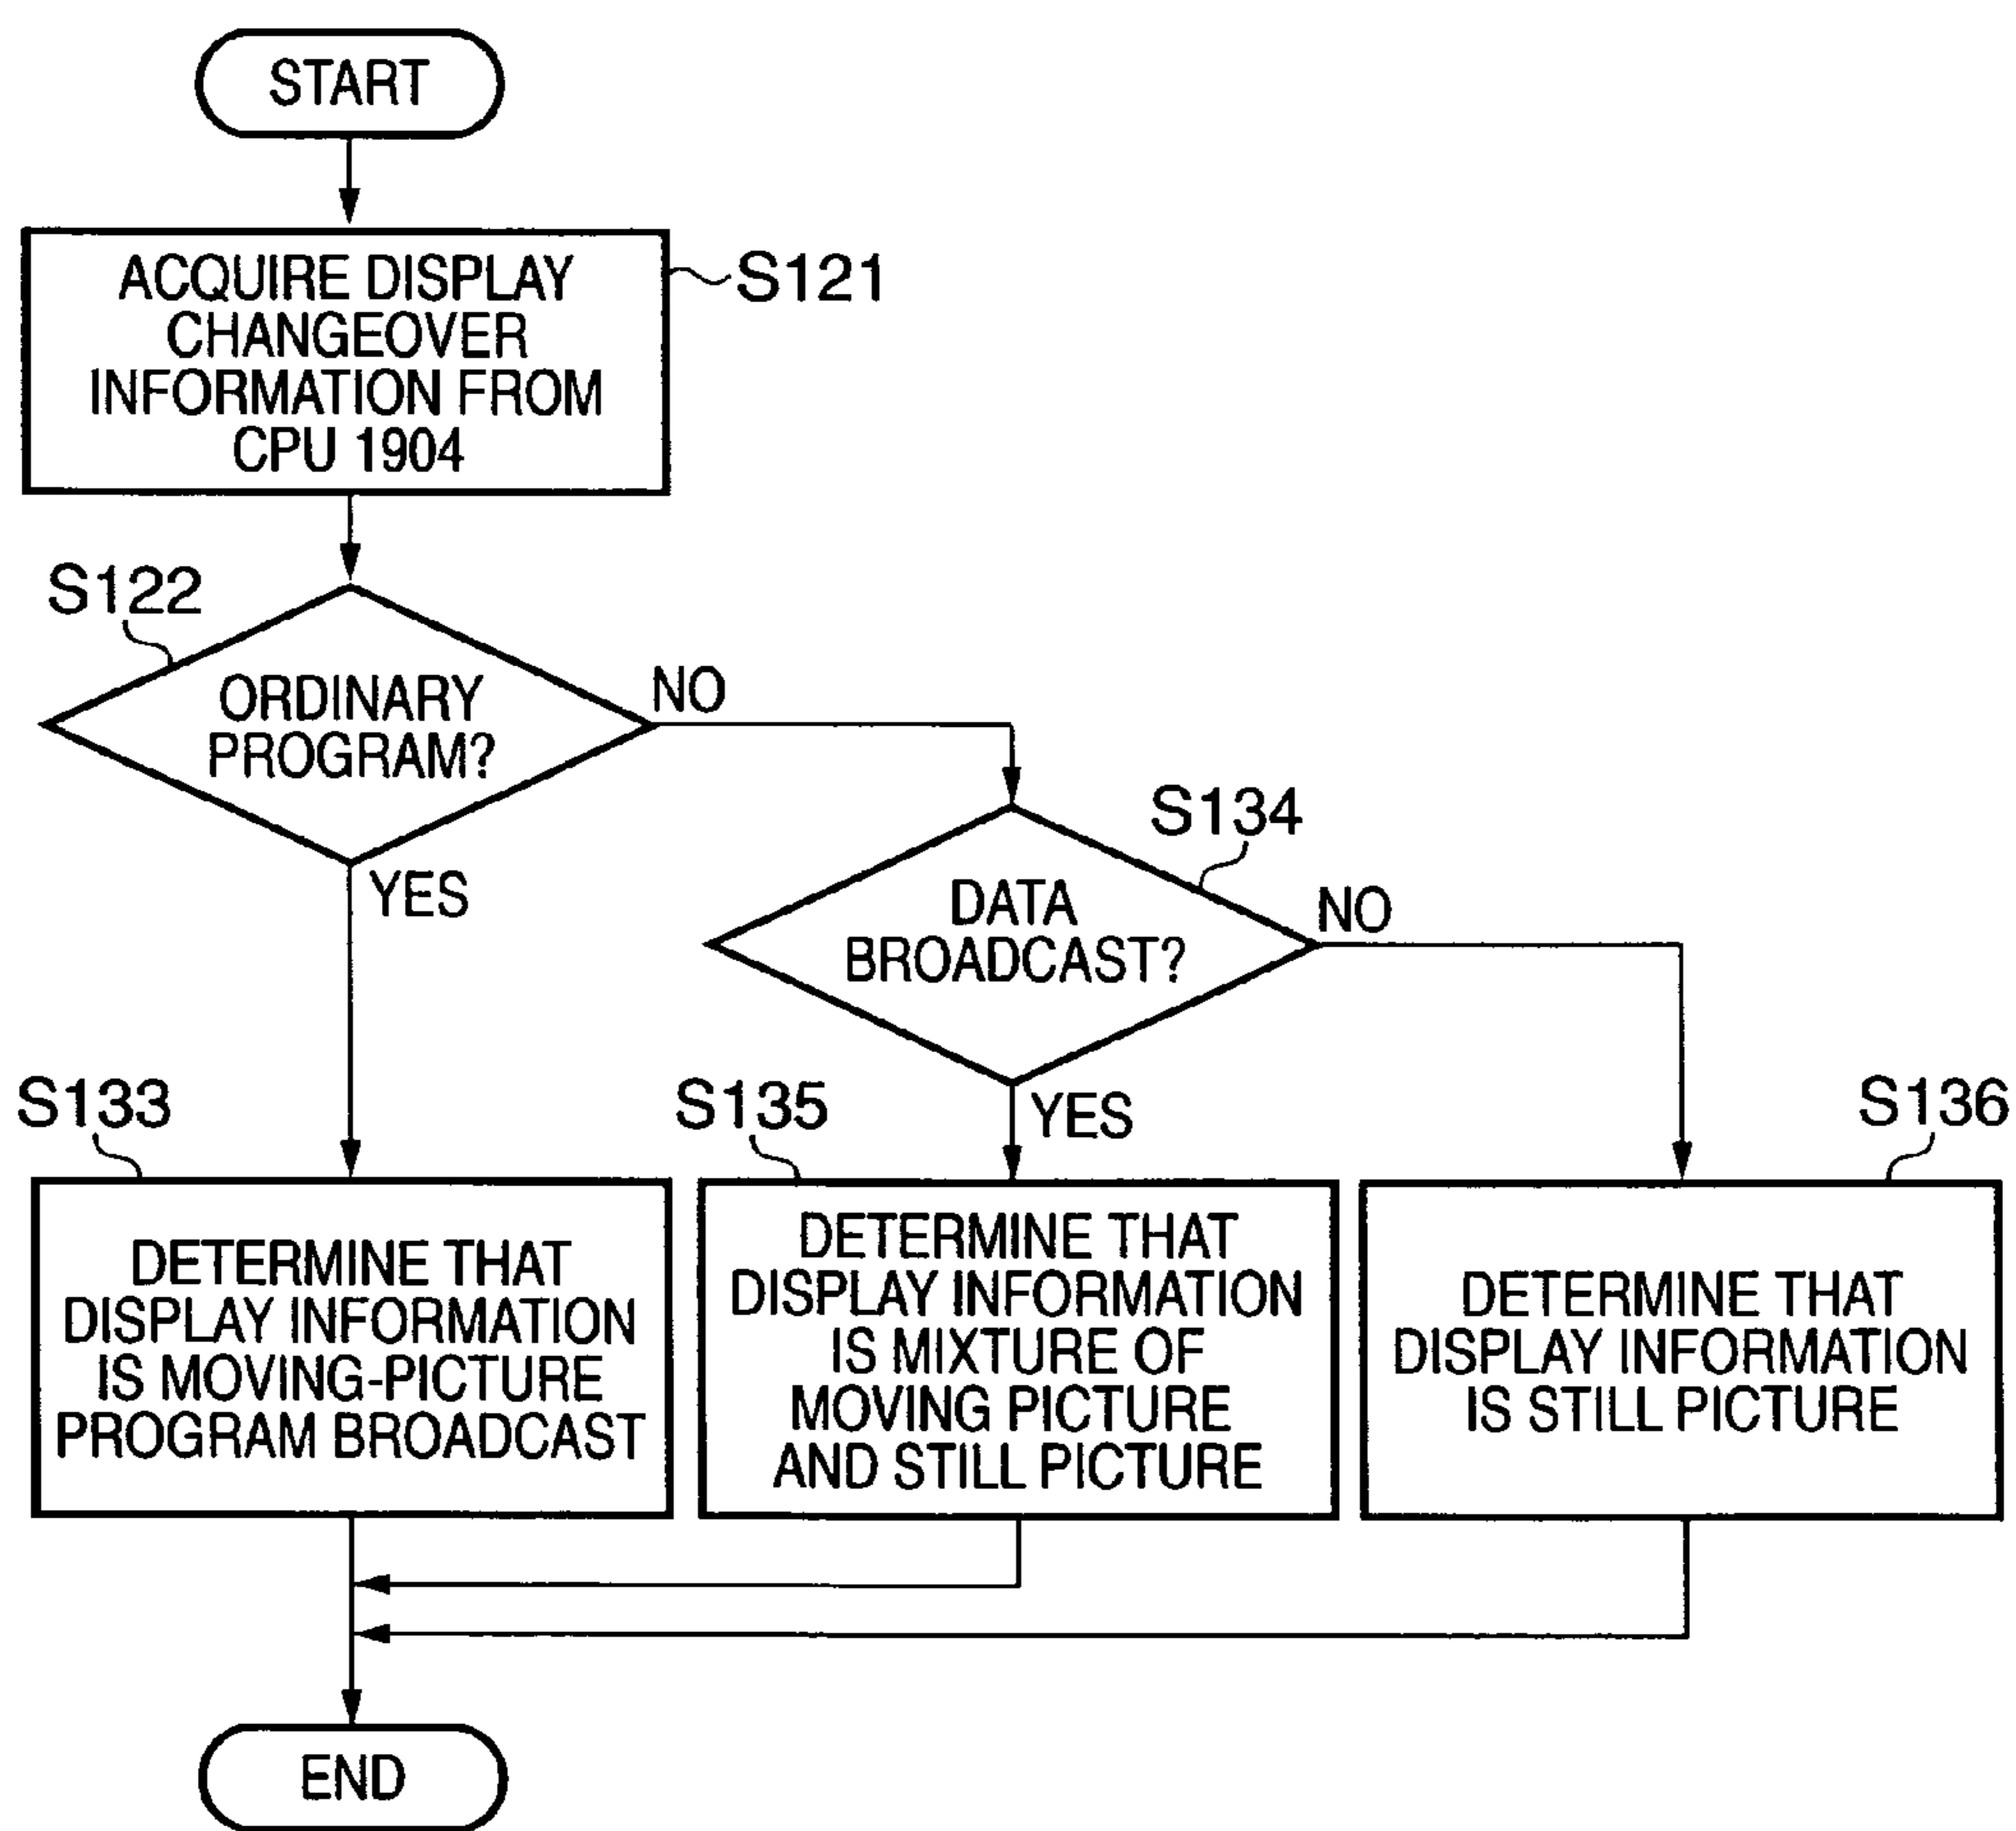 START
ACQUIRE DISPLAY
CHANGEOVER
INFORMATION FROM
CPU 1904
S121
S122
ORDINARY
PROGRAM?
NO
YES
S134
DATA
BROADCAST?
NO
YES
S133
DETERMINE THAT
DISPLAY INFORMATION
IS MOVING-PICTURE
PROGRAM BROADCAST
S135
DETERMINE THAT
DISPLAY INFORMATION
IS MIXTURE OF
MOVING PICTURE
AND STILL PICTURE
S136
DETERMINE THAT
DISPLAY INFORMATION
IS STILL PICTURE
END